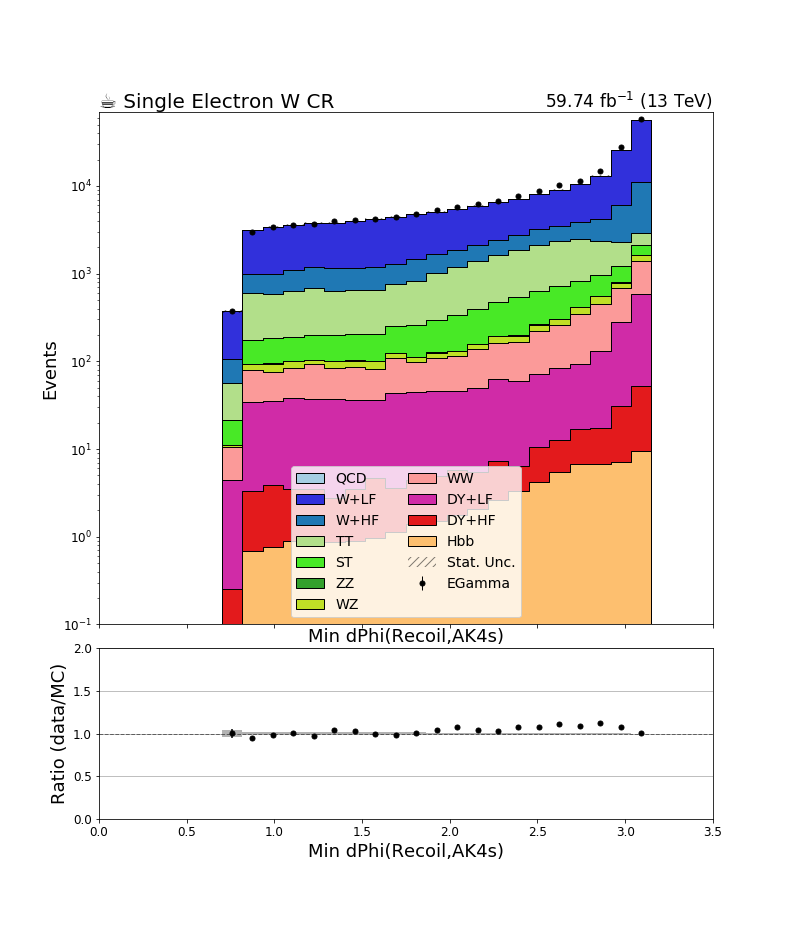 ☕ Single Electron W CR
59.74 fb⁻¹ (13 TeV)
Events
10⁴
10³
10²
10¹
10⁰
10⁻¹
QCD
W+LF
W+HF
TT
ST
ZZ
WZ
WW
DY+LF
DY+HF
Hbb
Stat. Unc.
EGamma
Min dPhi(Recoil,AK4s)
Ratio (data/MC)
2.0
1.5
1.0
0.5
0.0
0.0 0.5 1.0 1.5 2.0 2.5 3.0 3.5
Min dPhi(Recoil,AK4s)